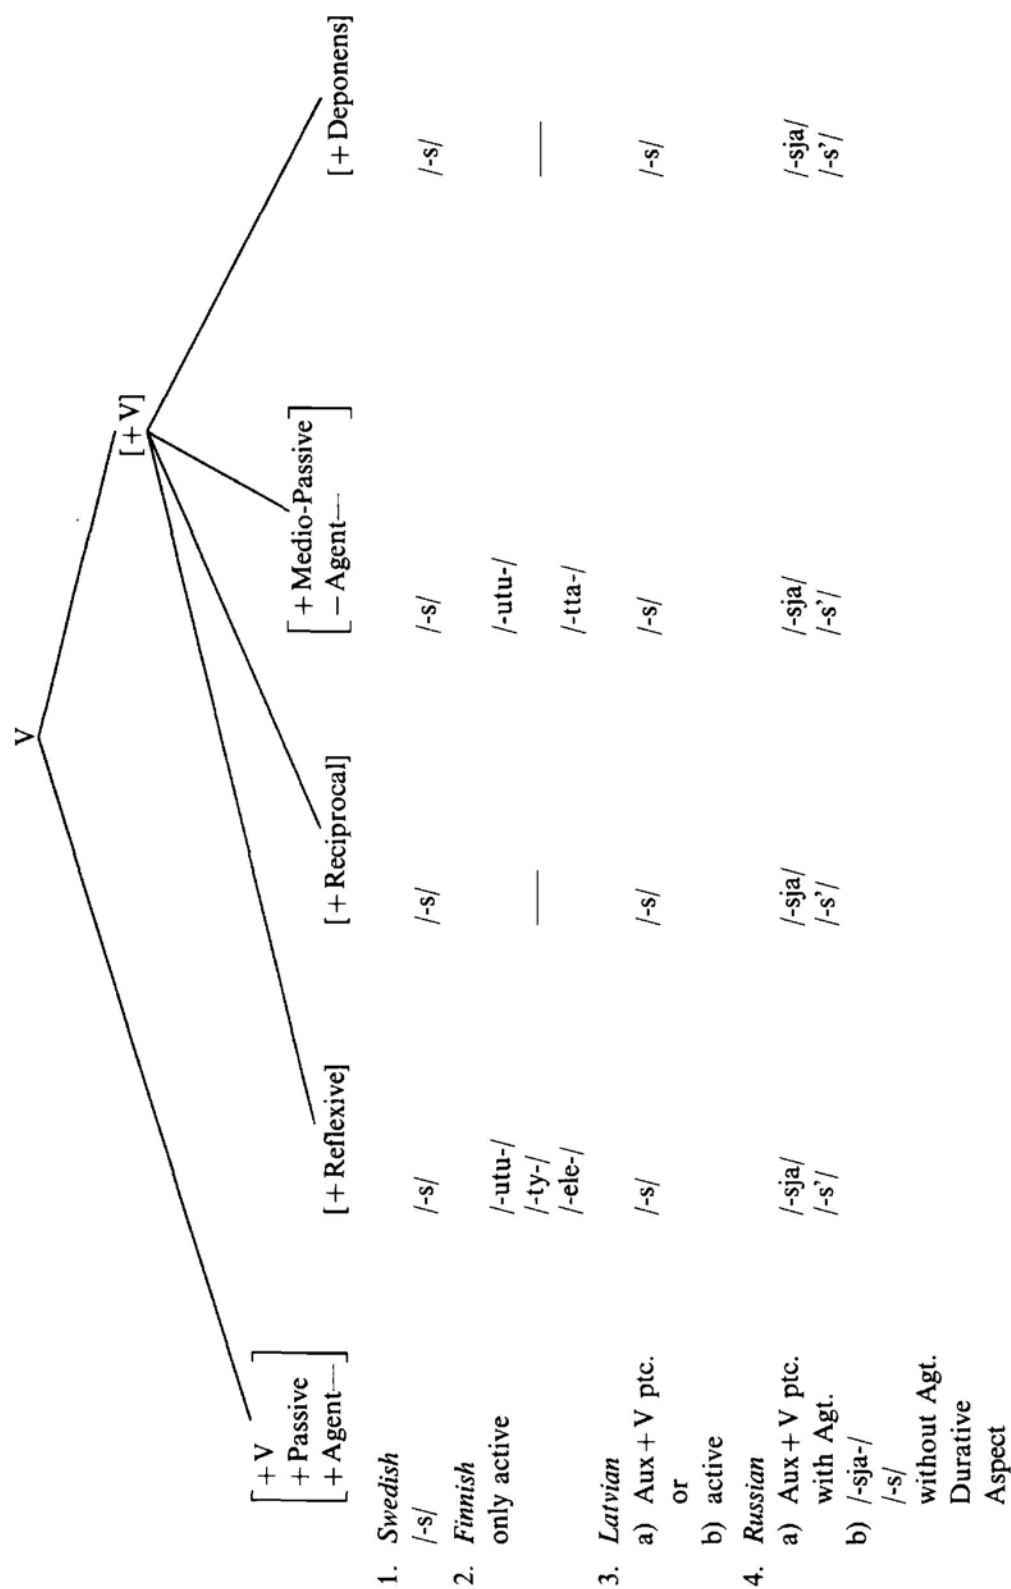 V
[+ V]
[+ V
+ Passive
+ Agent—]
[+ Reflexive]
[+ Reciprocal]
[+ Medio-Passive
− Agent—]
[+ Deponens]
1. Swedish
/-s/ /-s/ /-s/ /-s/ /-s/
2. Finnish
only active /-utu-/ — /-utu-/ —
/-ty-/
/-ele-/ /-tta-/
3. Latvian
a) Aux + V ptc. /-s/ /-s/ /-s/ /-s/
or
b) active
4. Russian
a) Aux + V ptc. /-sja/ /-sja/ /-sja/ /-sja/
with Agt. /-s’/ /-s’/ /-s’/ /-s’/
b) /-sja-/
/-s/
without Agt.
Durative
Aspect